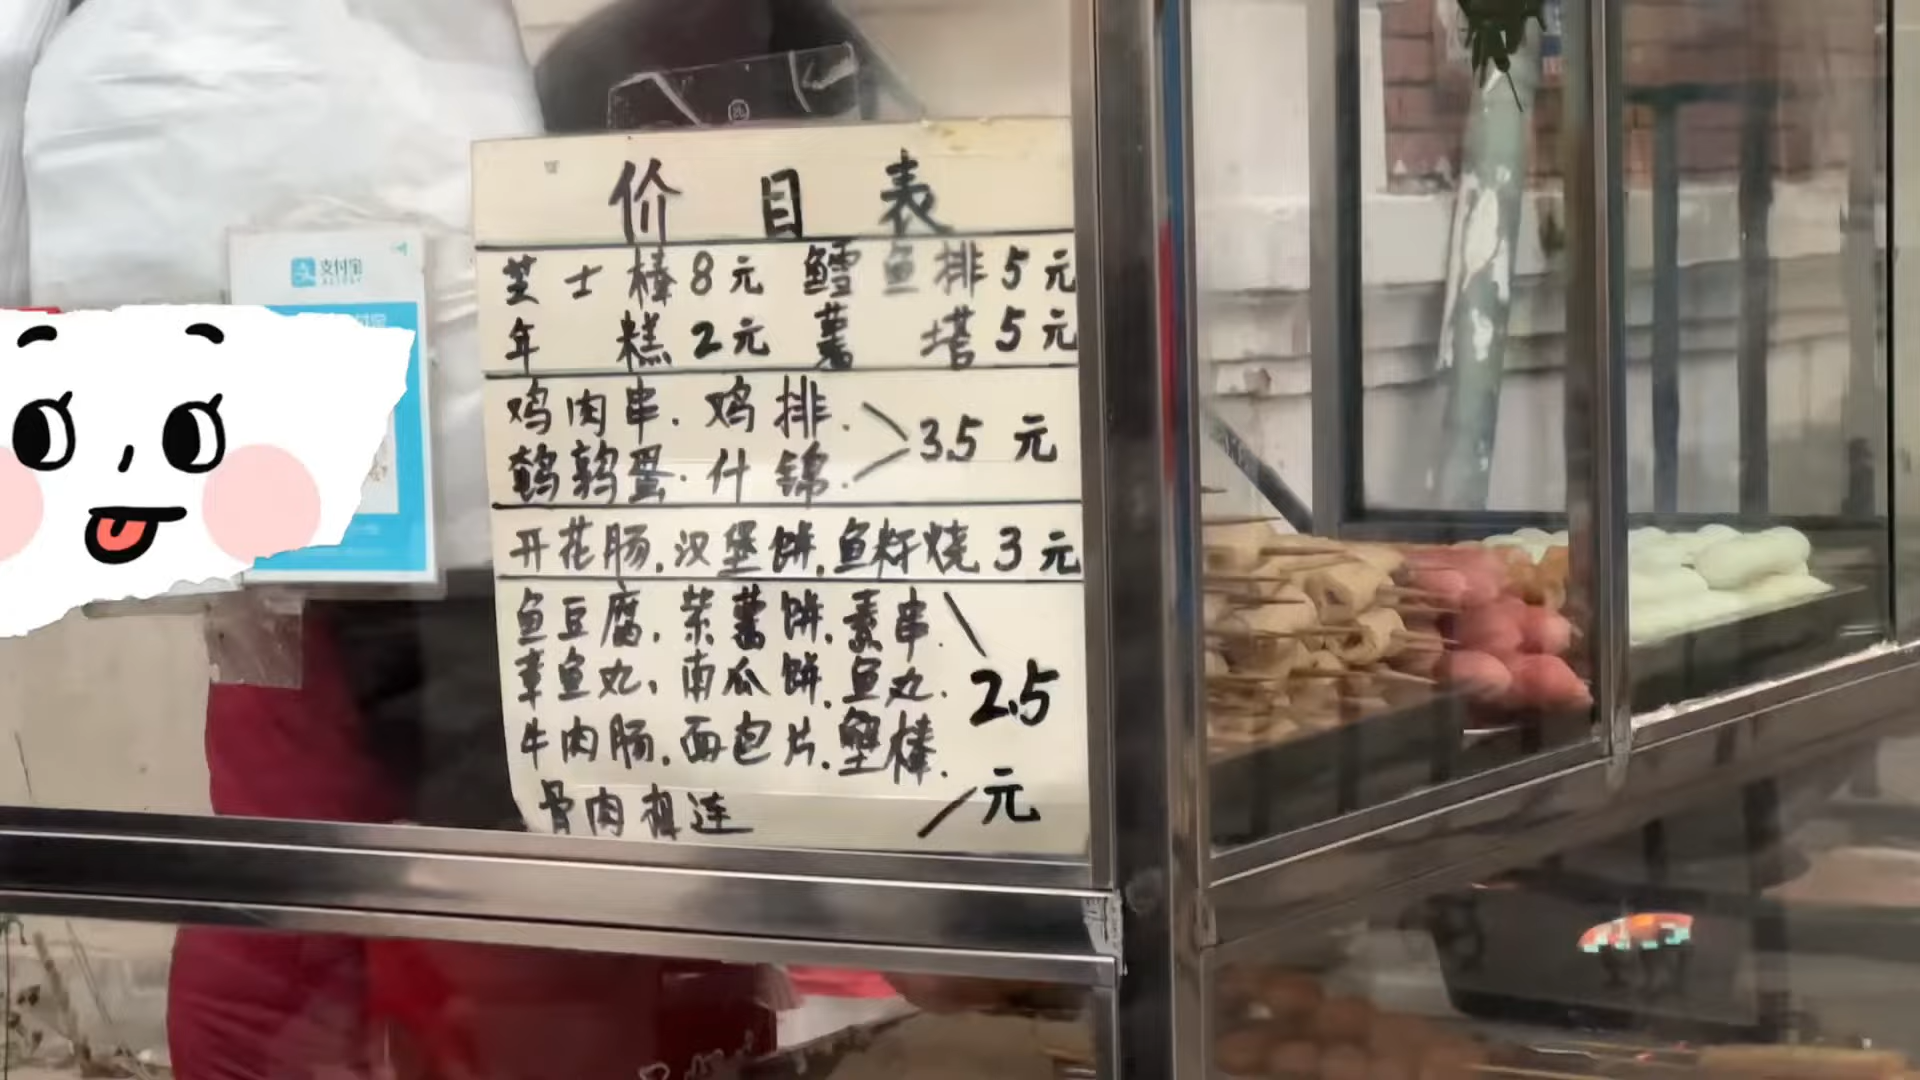 支付宝
ALIPAY
价目表
芝士棒8元 鳕鱼排5元
年糕2元 薯塔5元
鸡肉串.鸡排.
鹌鹑蛋.什锦.
3.5元
开花肠.汉堡饼.鱼籽烧3元
鱼豆腐.紫薯饼.素串.
章鱼丸.南瓜饼.鱼丸.
牛肉肠.面包片.蟹棒.
骨肉相连
2.5
元